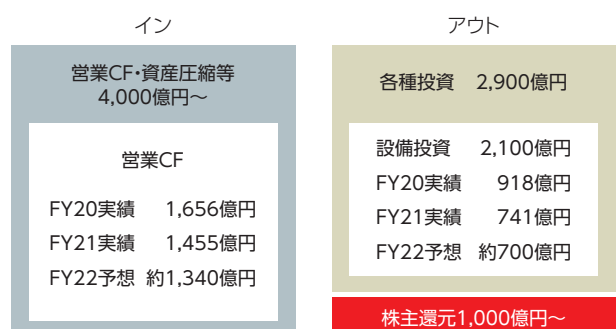 イン
営業CF・資産圧縮等
4,000億円～
営業CF
FY20実績 1,656億円
FY21実績 1,455億円
FY22予想 約1,340億円
アウト
各種投資 2,900億円
設備投資 2,100億円
FY20実績 918億円
FY21実績 741億円
FY22予想 約700億円
株主還元1,000億円～